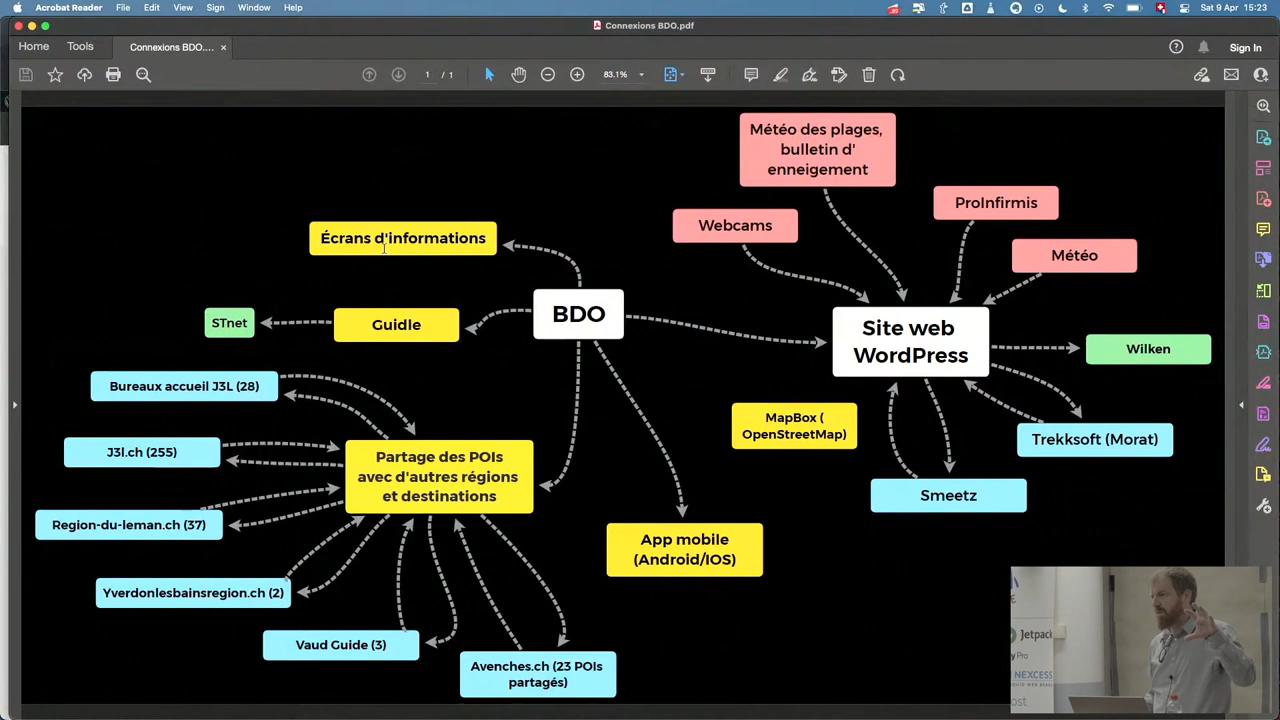 Acrobat Reader File Edit View Sign Window Help
Sat 9 Apr 15:23
Connexions BDO.pdf
Home Tools Connexions BDO.... ×
Sign In
1 / 1
83.1%
Météo des plages,
bulletin d'
enneigement
ProInfirmis
Webcams
Écrans d'informations
Météo
BDO
STnet
Guidle
Site web
WordPress
Wilken
Bureaux accueil J3L (28)
MapBox (
OpenStreetMap)
Trekksoft (Morat)
J3l.ch (255)
Partage des POIs
avec d'autres régions
et destinations
Smeetz
Region-du-leman.ch (37)
App mobile
(Android/IOS)
Yverdonlesbainsregion.ch (2)
Vaud Guide (3)
Avenches.ch (23 POIs
partagés)
Jetpack
Pro
NEXCESS